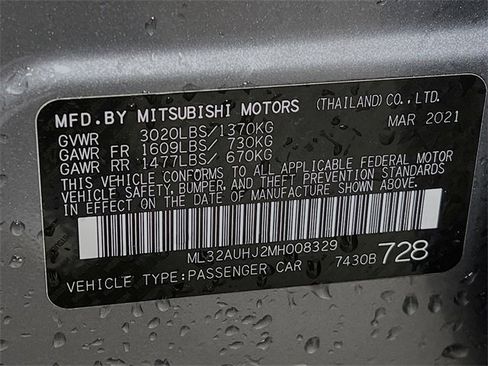 MFD.BY MITSUBISHI MOTORS (THAILAND) CO., LTD.
GVWR 3020LBS/1370KG MAR 2021
GAWR FR 1609LBS/ 730KG
GAWR RR 1477LBS/ 670KG
THIS VEHICLE CONFORMS TO ALL APPLICABLE FEDERAL MOTOR
VEHICLE SAFETY, BUMPER, AND THEFT PREVENTION STANDARDS
IN EFFECT ON THE DATE OF MANUFACTURE SHOWN ABOVE.
ML32AUHJ2MH008329
VEHICLE TYPE:PASSENGER CAR 7430B 728